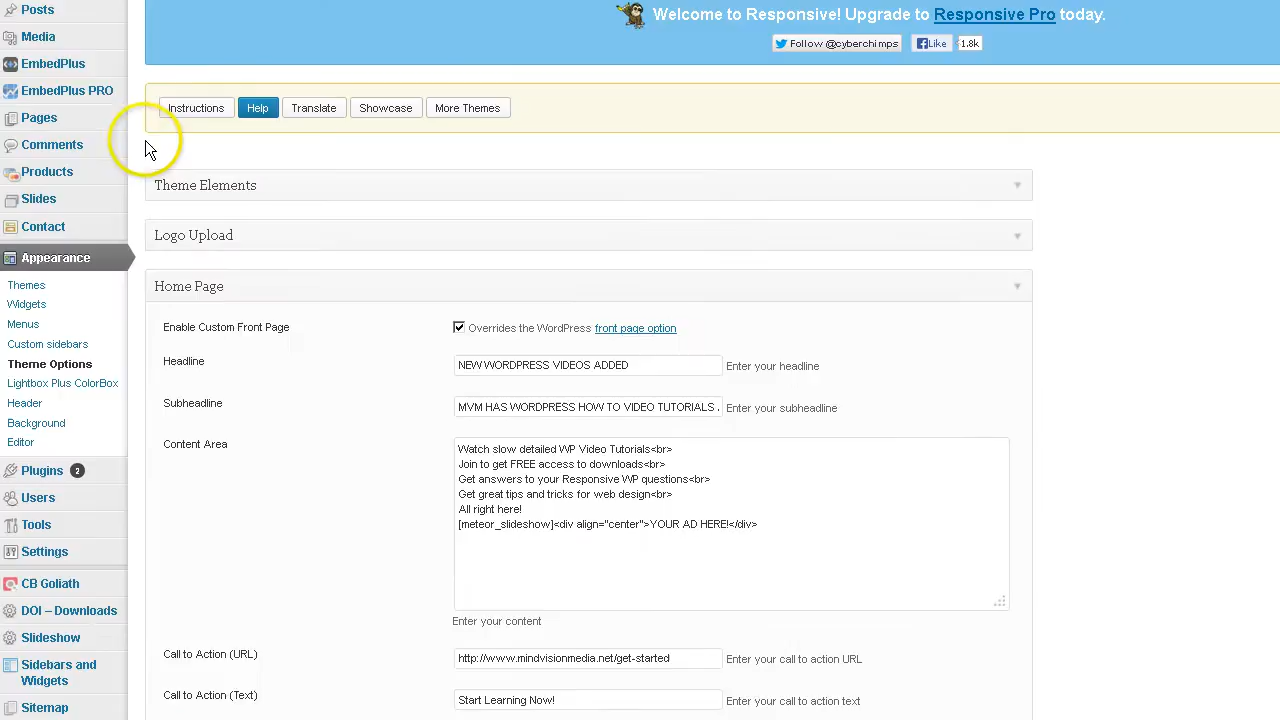 Posts
Media
EmbedPlus
EmbedPlus PRO
Pages
Comments
Products
Slides
Contact
Appearance
Themes
Widgets
Menus
Custom sidebars
Theme Options
Lightbox Plus ColorBox
Header
Background
Editor
Plugins 2
Users
Tools
Settings
CB Goliath
DOI – Downloads
Slideshow
Sidebars and
Widgets
Sitemap
Welcome to Responsive! Upgrade to Responsive Pro today.
Follow @cyberchimps Like 1.8k
Instructions Help Translate Showcase More Themes
Theme Elements
Logo Upload
Home Page
Enable Custom Front Page Overrides the WordPress front page option
Headline NEW WORDPRESS VIDEOS ADDED Enter your headline
Subheadline MVM HAS WORDPRESS HOW TO VIDEO TUTORIALS Enter your subheadline
Content Area Watch slow detailed WP Video Tutorials<br>
Join to get FREE access to downloads<br>
Get answers to your Responsive WP questions<br>
Get great tips and tricks for web design<br>
All right here!
[meteor_slideshow]<div align="center">YOUR AD HERE!</div>
Enter your content
Call to Action (URL) http://www.mindvisionmedia.net/get-started Enter your call to action URL
Call to Action (Text) Start Learning Now! Enter your call to action text